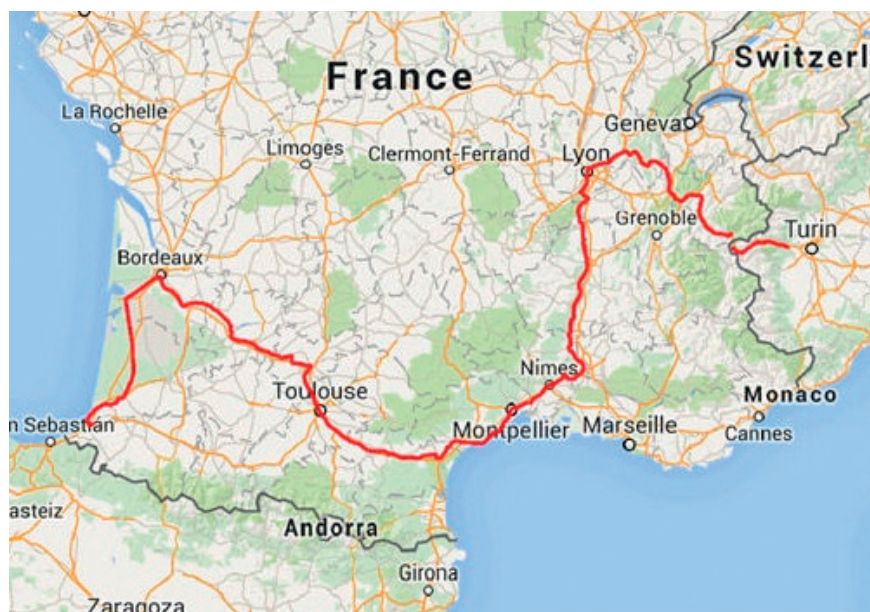 France
Switzerl
La Rochelle
Geneva
Limoges
Clermont-Ferrand
Lyon
Grenoble
Turin
Bordeaux
Nimes
Toulouse
Monaco
Montpellier
Marseille
Cannes
n Sebastián
asteiz
Andorra
Girona
Zaragoza